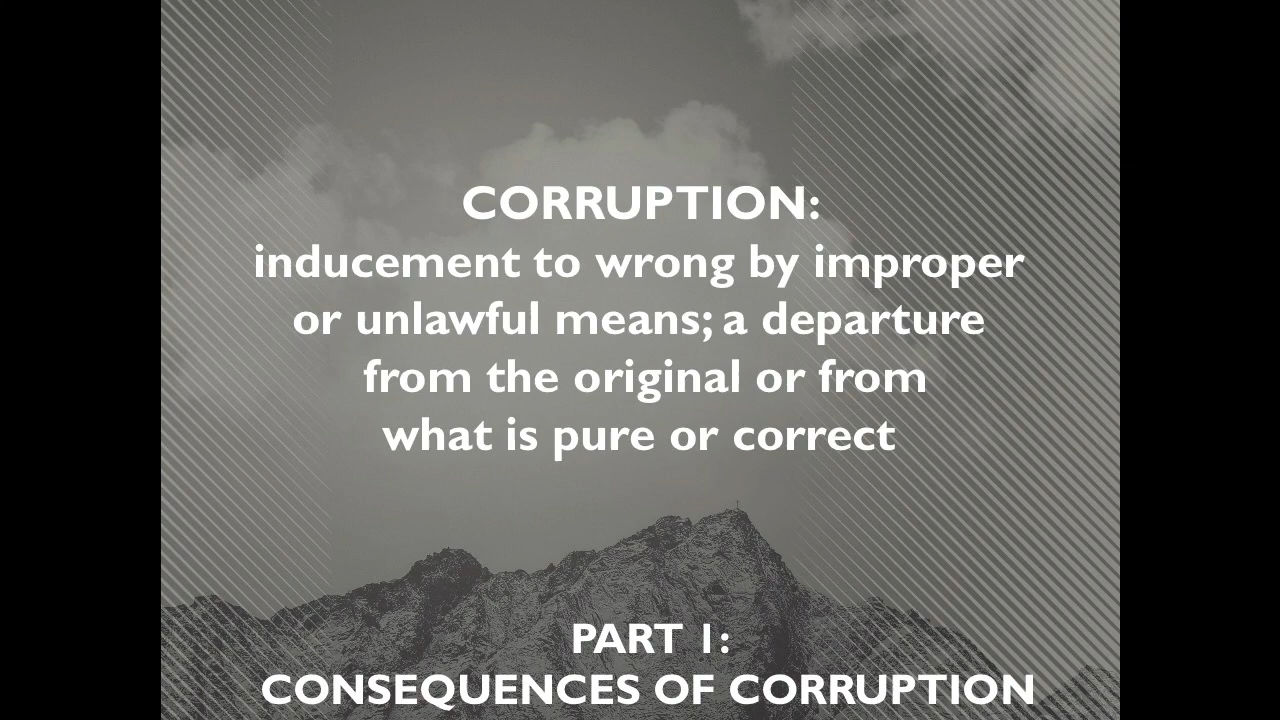 CORRUPTION:
inducement to wrong by improper
or unlawful means; a departure
from the original or from
what is pure or correct
PART 1:
CONSEQUENCES OF CORRUPTION